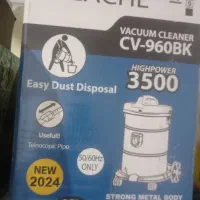 VACUUM CLEANER
CV-960BK
HIGHPOWER
3500
Easy Dust Disposal
Usefull!
Telescopic Pipe
50/60Hz
ONLY
NEW
2024
STRONG METAL BODY